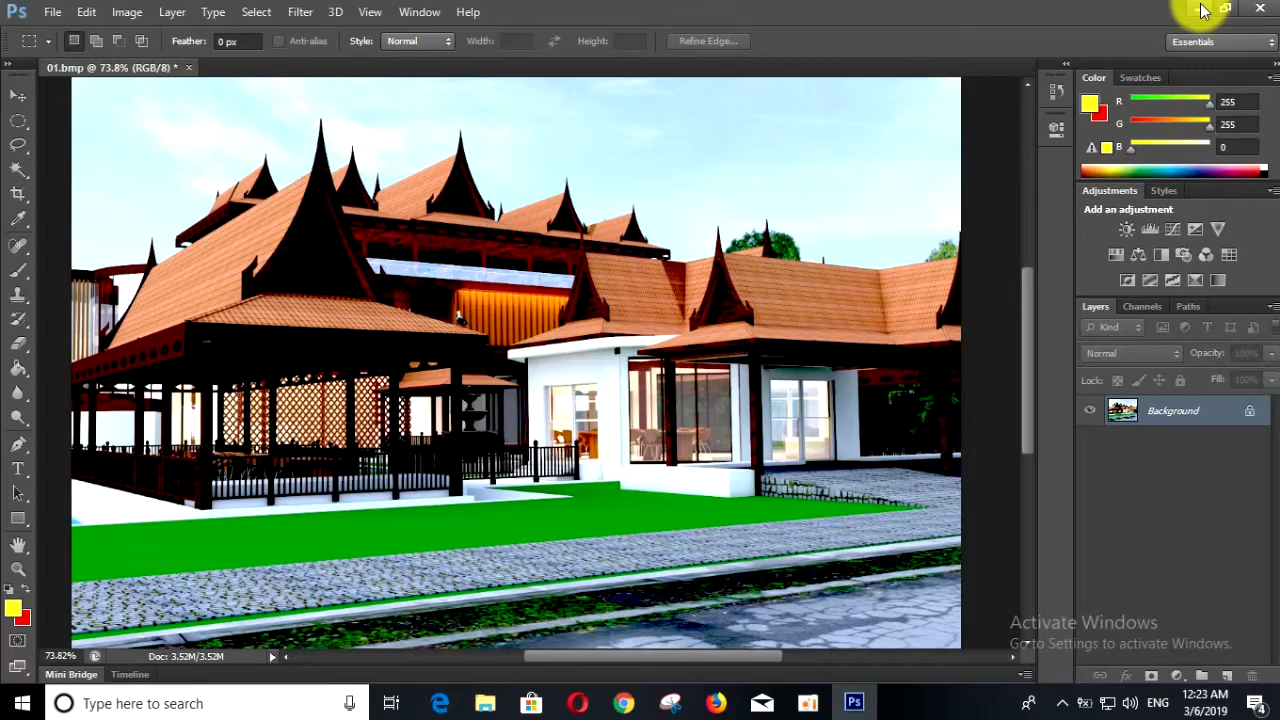 Ps File Edit Image Layer Type Select Filter 3D View Window Help
Feather: 0 px Anti-alias Style: Normal Width: Height: Refine Edge... Essentials
01.bmp @ 73.8% (RGB/8) * ×
Color Swatches
R 255
G 255
B 0
Adjustments Styles
Add an adjustment
Layers Channels Paths
Kind
Normal Opacity: 100%
Lock: Fill: 100%
Background
Activate Windows
Go to Settings to activate Windows.
73.82% Doc: 3.52M/3.52M
Mini Bridge Timeline
Type here to search
Ps
ENG
12:23 AM
3/6/2019
4